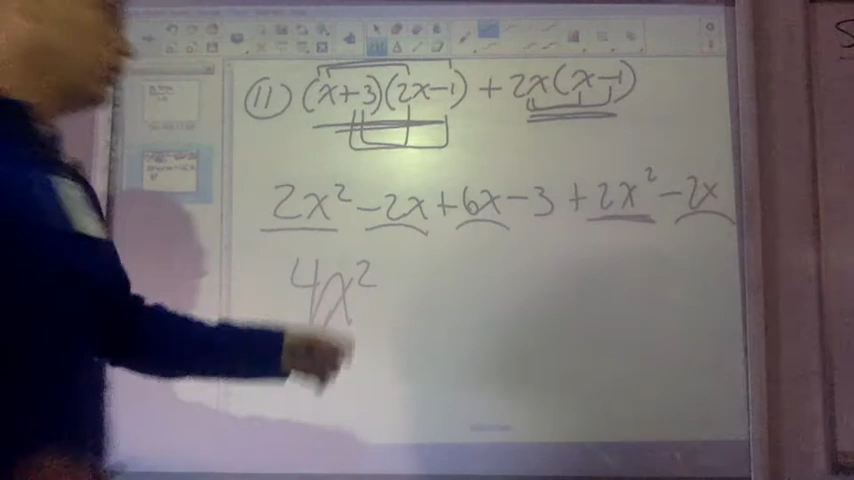 (11) (x+3)(2x-1) + 2x(x-1)
2x² - 2x + 6x - 3 + 2x² - 2x
4x²